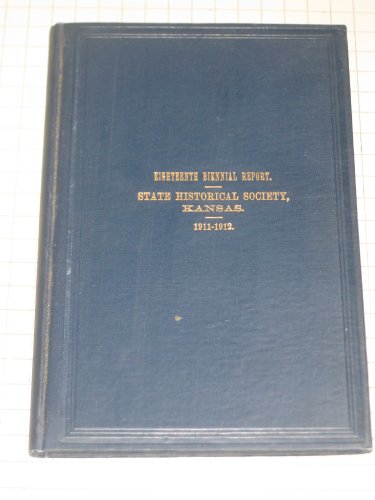 EIGHTEENTH BIENNIAL REPORT.
STATE HISTORICAL SOCIETY,
KANSAS.
1911-1912.